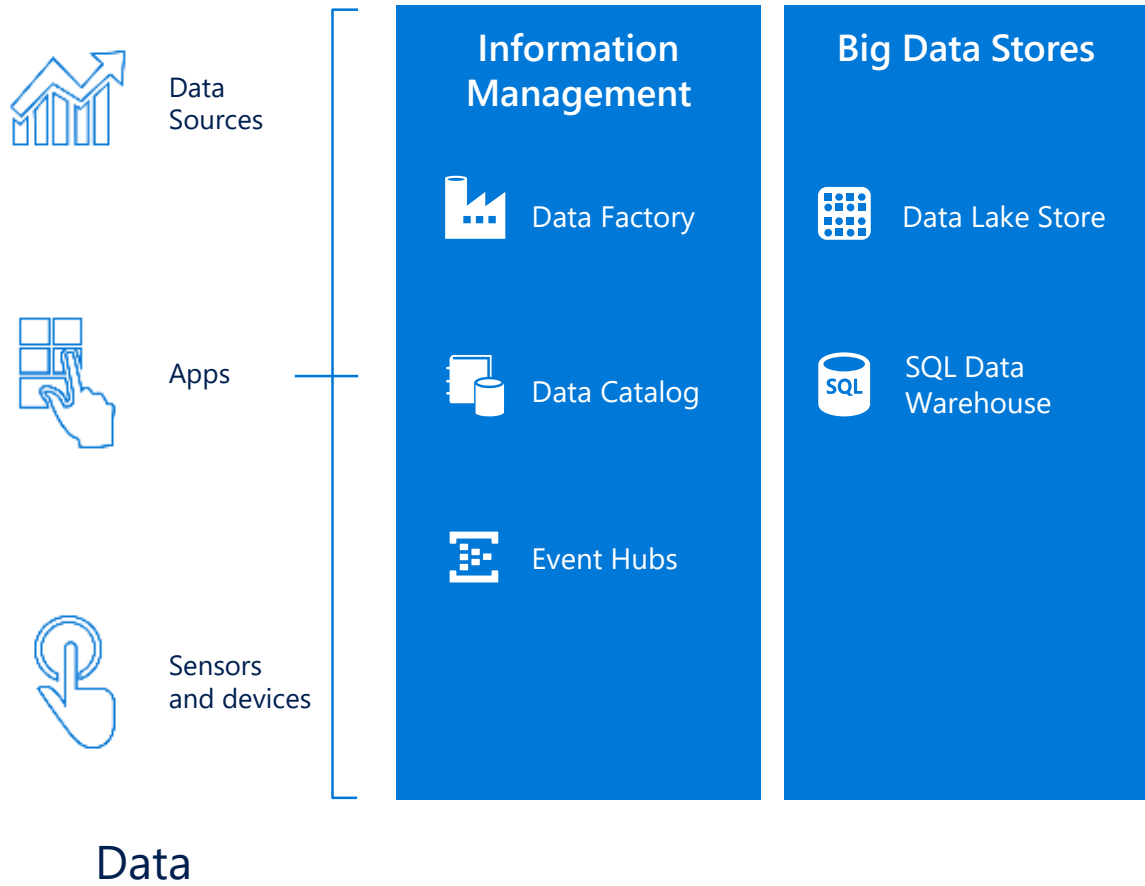 Data
Sources
Apps
Sensors
and devices
Data
Information
Management
Data Factory
Data Catalog
Event Hubs
Big Data Stores
Data Lake Store
SQL
SQL Data
Warehouse